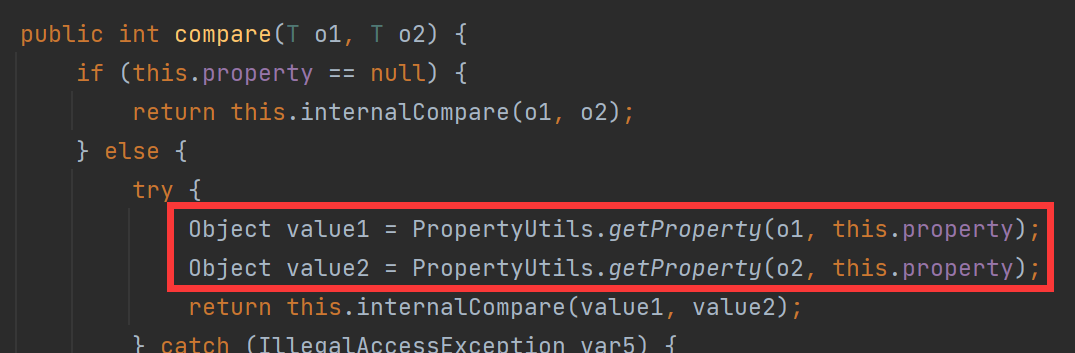 public int compare(T o1, T o2) {
if (this.property == null) {
return this.internalCompare(o1, o2);
} else {
try {
Object value1 = PropertyUtils.getProperty(o1, this.property);
Object value2 = PropertyUtils.getProperty(o2, this.property);
return this.internalCompare(value1, value2);
} catch (IllegalAccessException var5) {